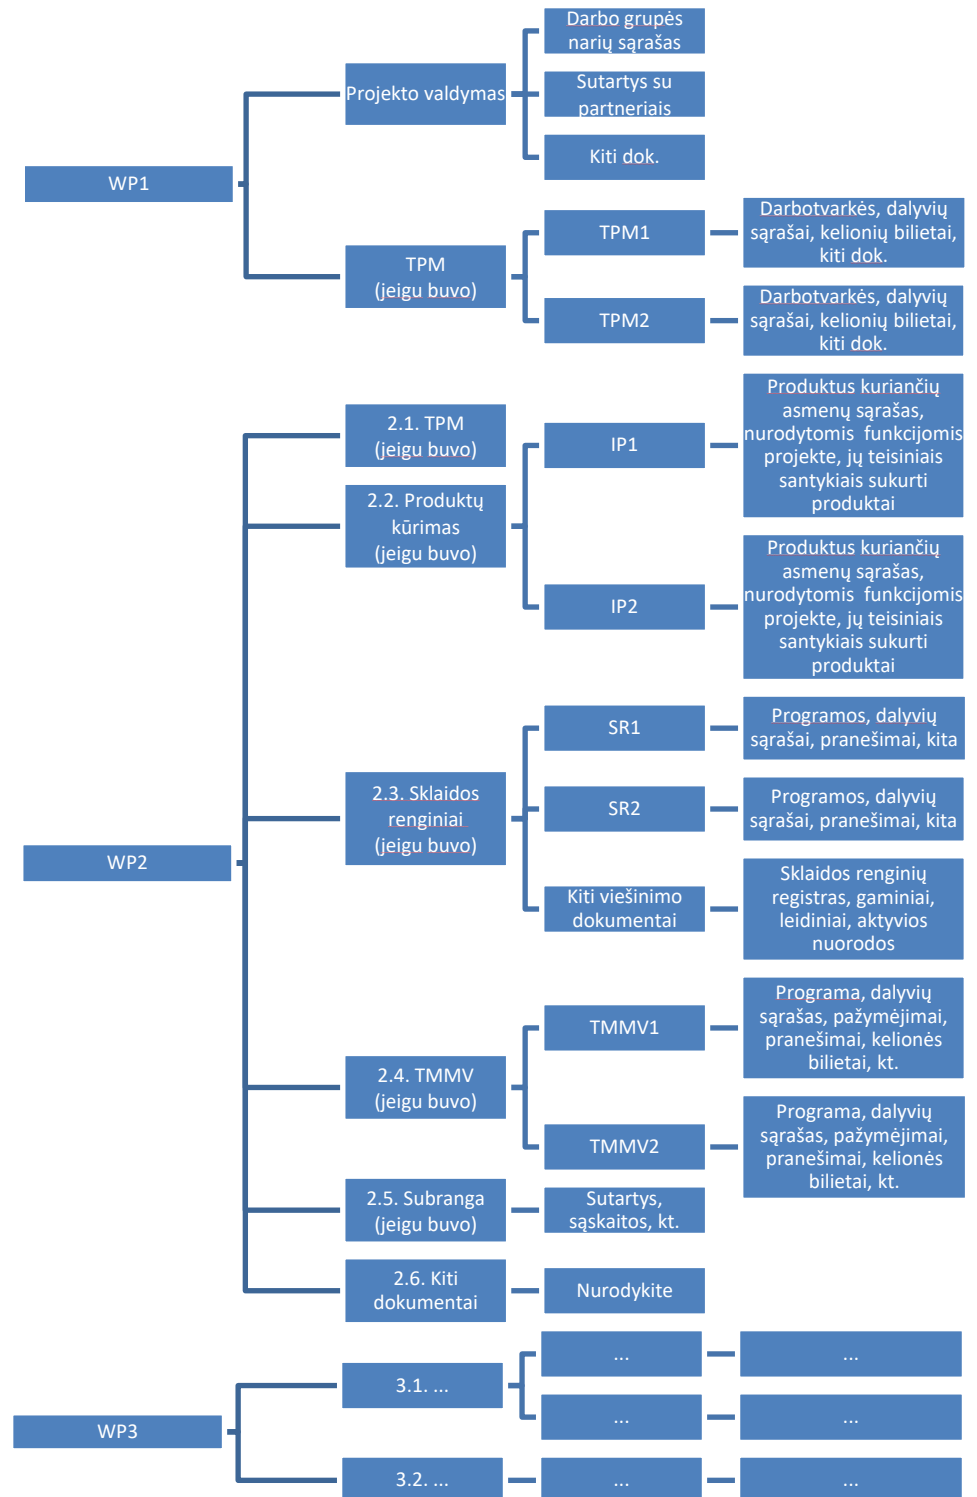 WP1
Projekto valdymas
Darbo grupės
narių sąrašas
Sutartys su
partneriais
Kiti dok.
TPM
(jeigu buvo)
TPM1
Darbotvarkės, dalyvių
sąrašai, kelionių bilietai,
kiti dok.
TPM2
Darbotvarkės, dalyvių
sąrašai, kelionių bilietai,
kiti dok.
WP2
2.1. TPM
(jeigu buvo)
2.2. Produktų
kūrimas
(jeigu buvo)
IP1
Produktus kuriančių
asmenų sąrašas,
nurodytomis funkcijomis
projekte, jų teisiniais
santykiais sukurti
produktai
IP2
Produktus kuriančių
asmenų sąrašas,
nurodytomis funkcijomis
projekte, jų teisiniais
santykiais sukurti
produktai
2.3. Sklaidos
renginiai
(jeigu buvo)
SR1
Programos, dalyvių
sąrašai, pranešimai, kita
SR2
Programos, dalyvių
sąrašai, pranešimai, kita
Kiti viešinimo
dokumentai
Sklaidos renginių
registras, gaminiai,
leidiniai, aktyvios
nuorodos
2.4. TMMV
(jeigu buvo)
TMMV1
Programa, dalyvių
sąrašas, pažymėjimai,
pranešimai, kelionės
bilietai, kt.
TMMV2
Programa, dalyvių
sąrašas, pažymėjimai,
pranešimai, kelionės
bilietai, kt.
2.5. Subranga
(jeigu buvo)
Sutartys,
sąskaitos, kt.
2.6. Kiti
dokumentai
Nurodykite
WP3
3.1. ...
...
...
...
...
3.2. ...
...
...